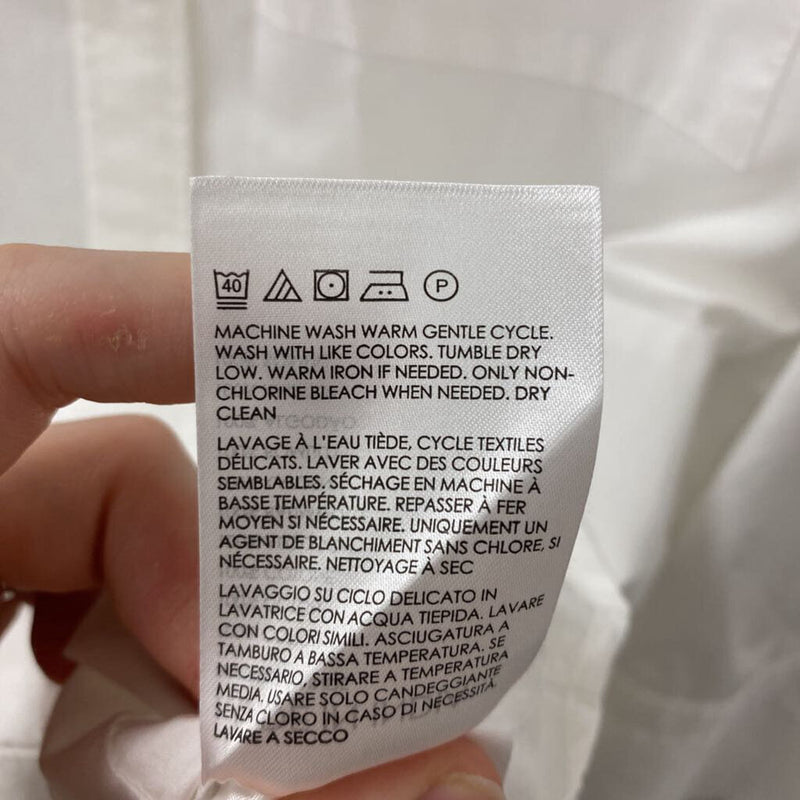 40 P
MACHINE WASH WARM GENTLE CYCLE.
WASH WITH LIKE COLORS. TUMBLE DRY
LOW. WARM IRON IF NEEDED. ONLY NON-
CHLORINE BLEACH WHEN NEEDED. DRY
CLEAN
LAVAGE À L'EAU TIÈDE, CYCLE TEXTILES
DÉLICATS. LAVER AVEC DES COULEURS
SEMBLABLES. SÉCHAGE EN MACHINE À
BASSE TEMPÉRATURE. REPASSER À FER
MOYEN SI NÉCESSAIRE. UNIQUEMENT UN
AGENT DE BLANCHIMENT SANS CHLORE, SI
NÉCESSAIRE. NETTOYAGE À SEC
LAVAGGIO SU CICLO DELICATO IN
LAVATRICE CON ACQUA TIEPIDA. LAVARE
CON COLORI SIMILI. ASCIUGATURA A
TAMBURO A BASSA TEMPERATURA. SE
NECESSARIO, STIRARE A TEMPERATURA
MEDIA. USARE SOLO CANDEGGIANTE
SENZA CLORO IN CASO DI NECESSITÀ.
LAVARE A SECCO